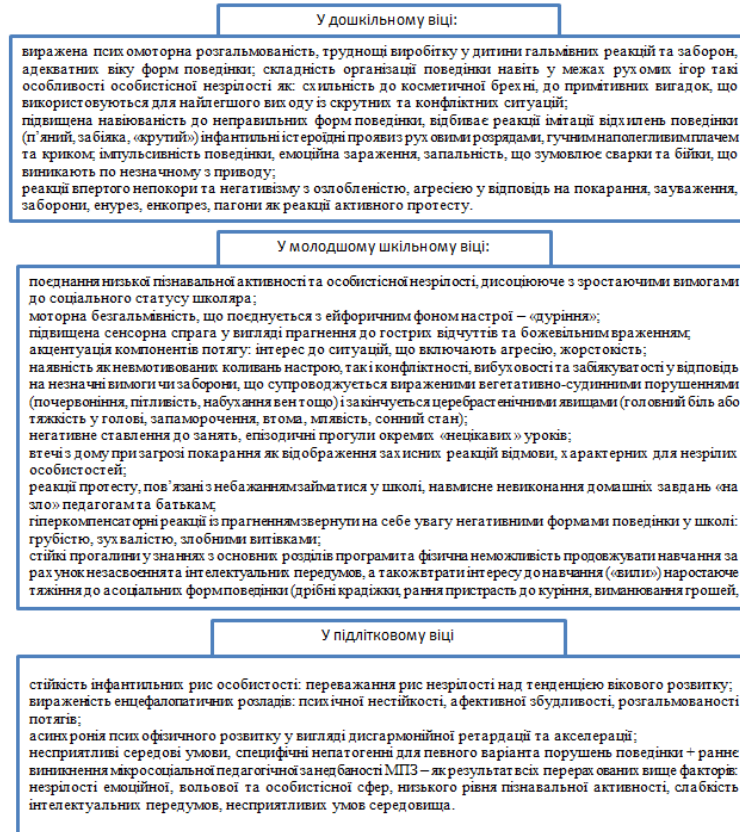 У дошкільному віці:
виражена психомоторна розгальмованість, труднощі виробітку у дитини гальмівних реакцій та заборон,
адекватних віку форм поведінки; складність організації поведінки навіть у межах рухомих ігор такі
особливості особистісної незрілості як: схильність до косметичної брехні, до примітивних вигадок, що
використовуються для найлегшого виходу із скрутних та конфліктних ситуацій;
підвищена навіюваність до неправильних форм поведінки, відбиває реакції імітації відхилень поведінки
(п’яний, забіяка, «крутий») інфантильні істероїдні прояви з руховими розрядами, гучним наполегливим плачем
та криком; імпульсивність поведінки, емоційна зараження, запальність, що зумовлює сварки та бійки, що
виникають по незначному з приводу;
реакції впертого непокори та негативізму з озлобленістю, агресією у відповідь на покарання, зауваження,
заборони, енурез, енкопрез, пагони як реакції активного протесту.
У молодшому шкільному віці:
поєднання низької пізнавальної активності та особистісної незрілості, дисоціююче з зростаючими вимогами
до соціального статусу школяра;
моторна безгальмівність, що поєднується з ейфоричним фоном настрої – «дуріння»;
підвищена сенсорна спрага у вигляді прагнення до гострих відчуттів та божевільним враженням;
акцентуація компонентів потягу: інтерес до ситуацій, що включають агресію, жорстокість;
наявність як невмотивованих коливань настрою, так і конфліктності, вибуховості та забіякуватості у відповідь
на незначні вимоги чи заборони, що супроводжується вираженими вегетативно-судинними порушеннями
(почервоніння, пітливість, набухання вен тощо) і закінчується церебрастенічними явищами (головний біль або
тяжкість у голові, запаморочення, втома, млявість, сонний стан);
негативне ставлення до занять, епізодичні прогули окремих «нецікавих» уроків;
втечі з дому при загрозі покарання як відображення захисних реакцій відмови, характерних для незрілих
особистостей;
реакції протесту, пов’язані з небажанням займатися у школі, навмисне невиконання домашніх завдань «на
зло» педагогам та батькам;
гіперкомпенсаторні реакції із прагненням звернути на себе увагу негативними формами поведінки у школі:
грубістю, зухвалістю, злобними витівками;
стійкі прогалини у знаннях з основних розділів програми та фізична неможливість продовжувати навчання за
рахунок незасвоєння та інтелектуальних передумов, а також втрати інтересу до навчання («вили») наростаюче
тяжіння до асоціальних форм поведінки (дрібні крадіжки, рання пристрасть до куріння, виманювання грошей,
У підлітковому віці
стійкість інфантильних рис особистості: переважання рис незрілості над тенденцією вікового розвитку;
вираженість енцефалопатичних розладів: психічної нестійкості, афективної збудливості, розгальмованості
потягів;
асинхронія психофізичного розвитку у вигляді дисгармонійної ретардації та акселерації;
несприятливі середові умови, специфічні непатогенні для певного варіанта порушень поведінки + раннє
виникнення мікросоціальної педагогічної занедбаності МПЗ – як результат всіх перерахованих вище факторів:
незрілості емоційної, вольової та особистісної сфер, низького рівня пізнавальної активності, слабкість
інтелектуальних передумов, несприятливих умов середовища.